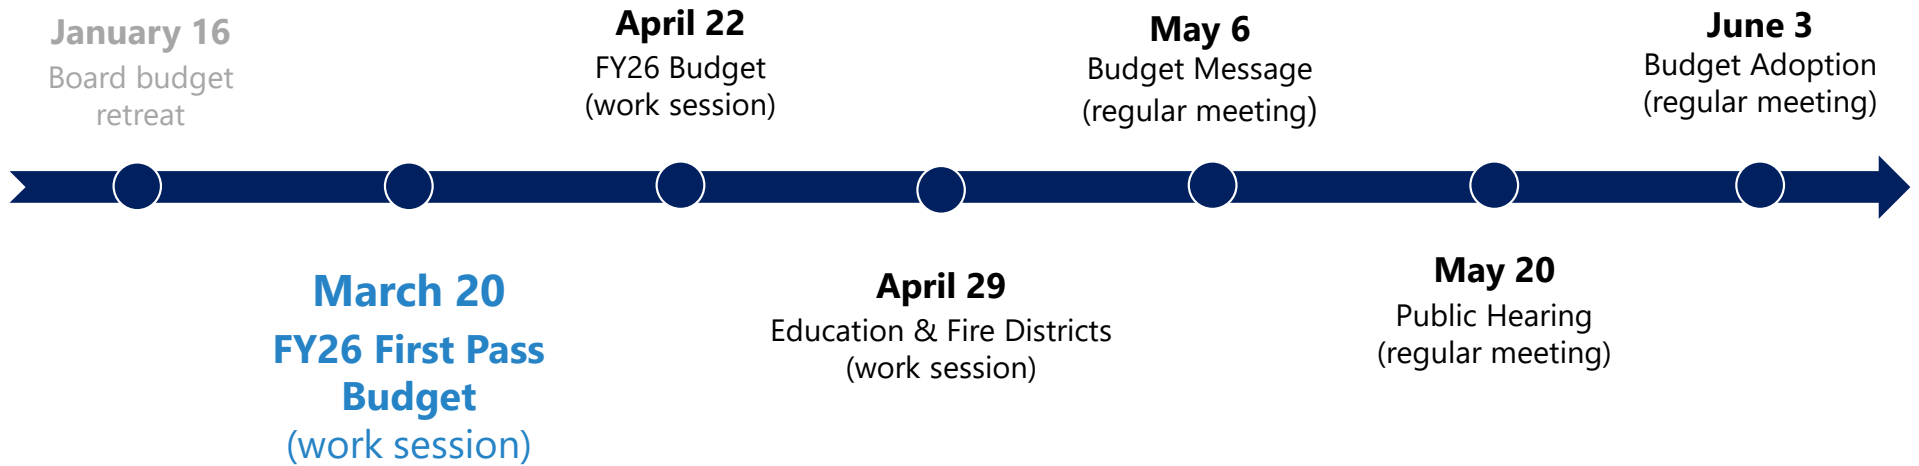 January 16
Board budget
retreat
March 20
FY26 First Pass
Budget
(work session)
April 22
FY26 Budget
(work session)
April 29
Education & Fire Districts
(work session)
May 6
Budget Message
(regular meeting)
May 20
Public Hearing
(regular meeting)
June 3
Budget Adoption
(regular meeting)